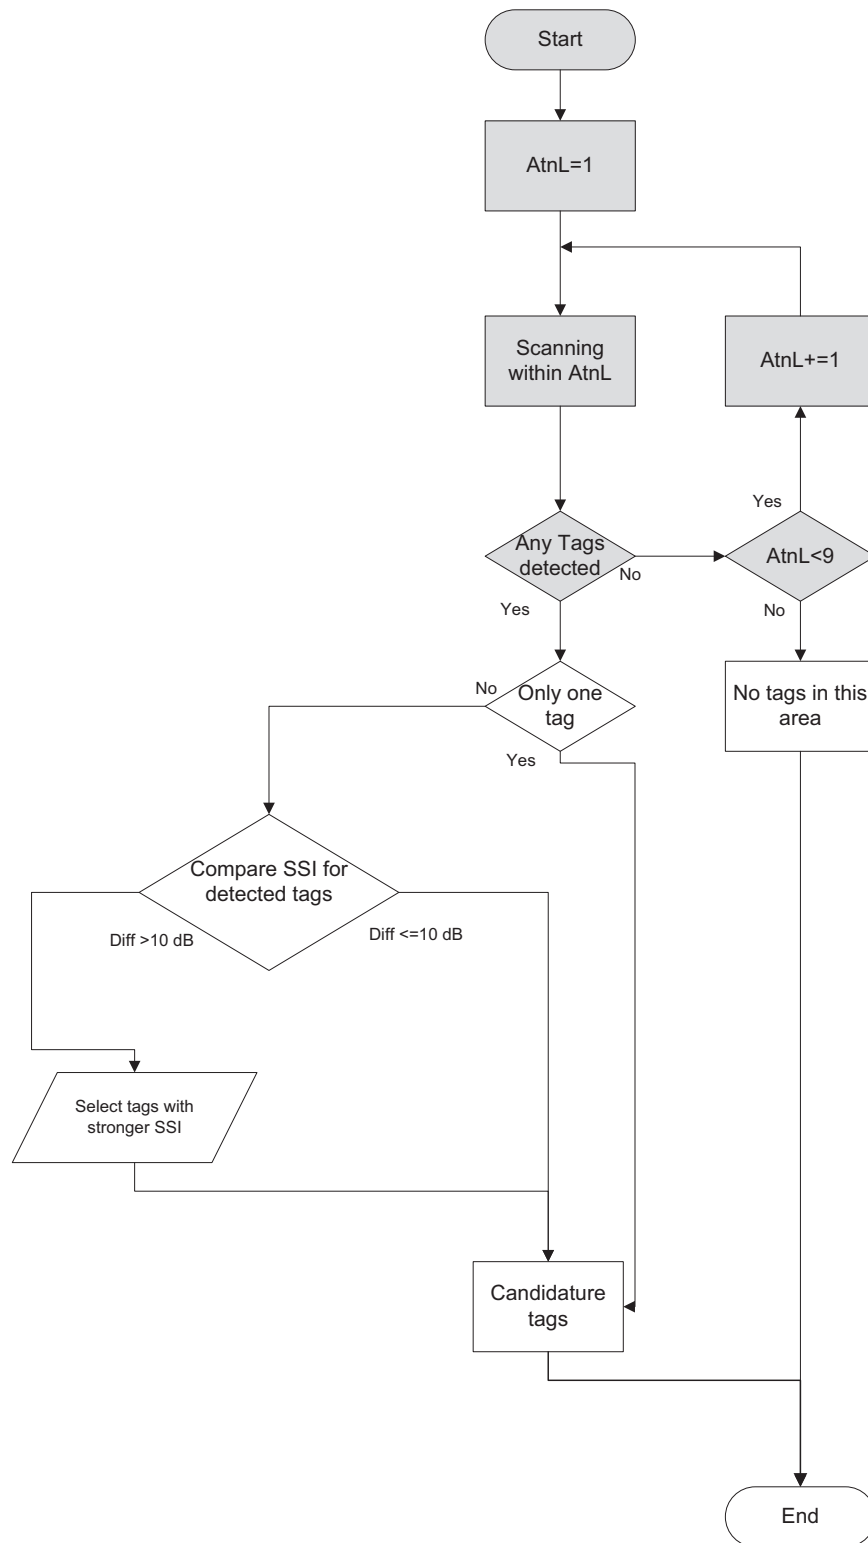 Start
AtnL=1
Scanning
within AtnL
AtnL+=1
Yes
Any Tags
detected
No
AtnL<9
Yes
No
No
Only one
tag
No tags in this
area
Yes
Compare SSI for
detected tags
Diff >10 dB
Diff <=10 dB
Select tags with
stronger SSI
Candidature
tags
End